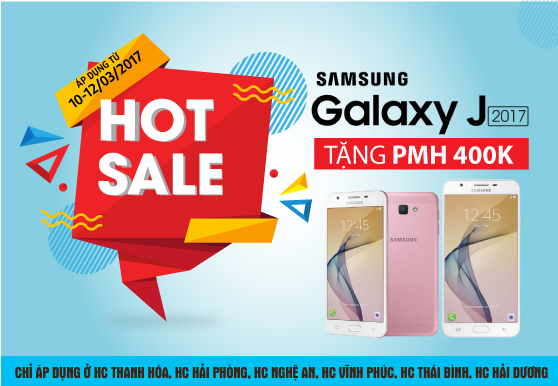 ÁP DỤNG TỪ
10-12/03/2017
HOT
SALE
SAMSUNG
Galaxy J 2017
TẶNG PMH 400K
12:45
SAMSUNG
12:45
CHỈ ÁP DỤNG Ở HC THANH HÓA, HC HẢI PHÒNG, HC NGHỆ AN, HC VĨNH PHÚC, HC THÁI BÌNH, HC HẢI DƯƠNG